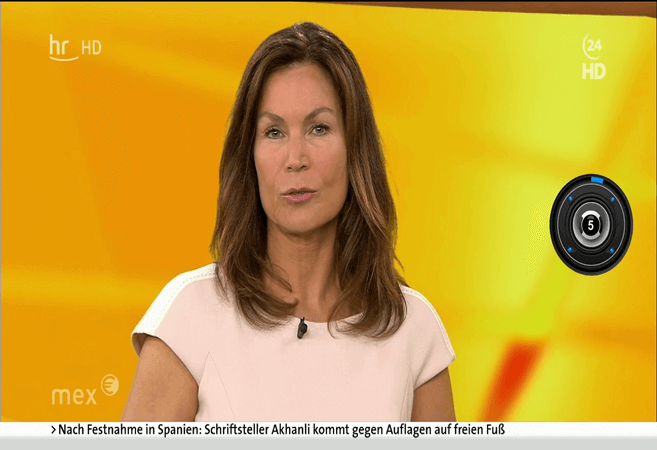 hr HD
24
HD
5
mex €
> Nach Festnahme in Spanien: Schriftsteller Akhanli kommt gegen Auflagen auf freien Fuß